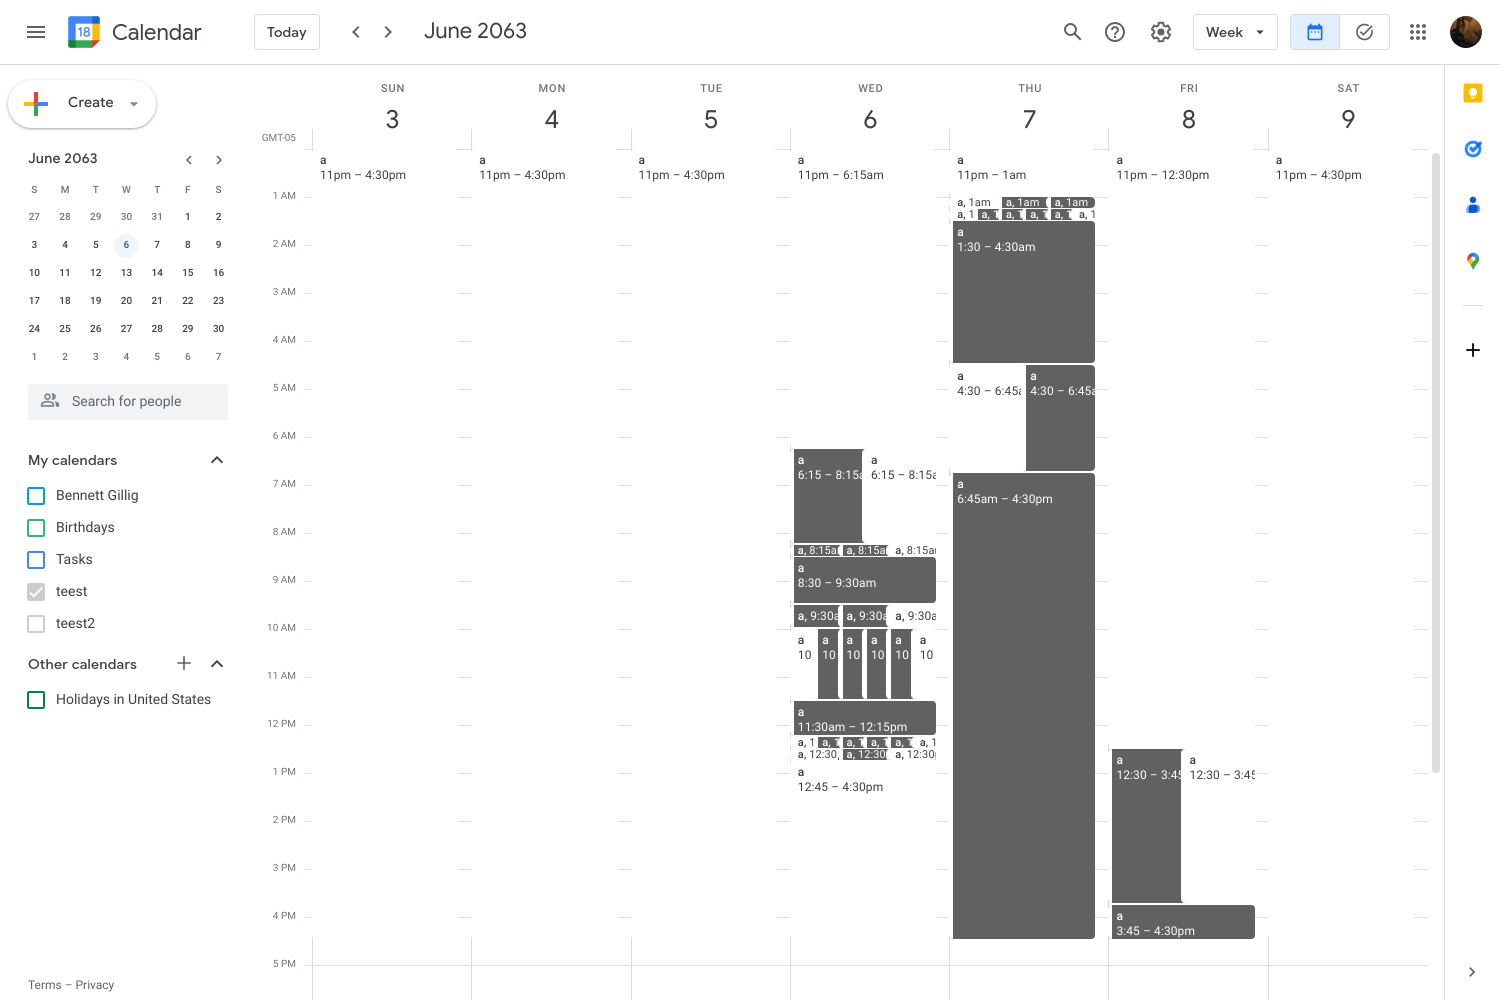 18 Calendar Today June 2063 Week
Create
SUN MON TUE WED THU FRI SAT
3 4 5 6 7 8 9
GMT-05
June 2063
S M T W T F S
27 28 29 30 31 1 2
3 4 5 6 7 8 9
10 11 12 13 14 15 16
17 18 19 20 21 22 23
24 25 26 27 28 29 30
1 2 3 4 5 6 7
Search for people
My calendars
Bennett Gillig
Birthdays
Tasks
teest
teest2
Other calendars
Holidays in United States
Terms – Privacy
1 AM
2 AM
3 AM
4 AM
5 AM
6 AM
7 AM
8 AM
9 AM
10 AM
11 AM
12 PM
1 PM
2 PM
3 PM
4 PM
5 PM
a
11pm – 4:30pm
a
11pm – 4:30pm
a
11pm – 4:30pm
a
11pm – 6:15am
a
6:15 – 8:15a
a
6:15 – 8:15a
a, 8:15a a, 8:15a a, 8:15a
a
8:30 – 9:30am
a, 9:30a a, 9:30a a, 9:30a
a a a a a a
10 10 10 10 10 10
a
11:30am – 12:15pm
a, 1 a, 1 a, 1 a, 1 a, 1 a, 1
a, 12:30 a, 12:30 a, 12:30
a
12:45 – 4:30pm
a
11pm – 1am
a, 1am a, 1am a, 1am
a, 1 a, 1 a, 1 a, 1 a, 1 a, 1
a
1:30 – 4:30am
a
4:30 – 6:45a
a
4:30 – 6:45a
a
6:45am – 4:30pm
a
11pm – 12:30pm
a
12:30 – 3:45
a
12:30 – 3:45
a
3:45 – 4:30pm
a
11pm – 4:30pm